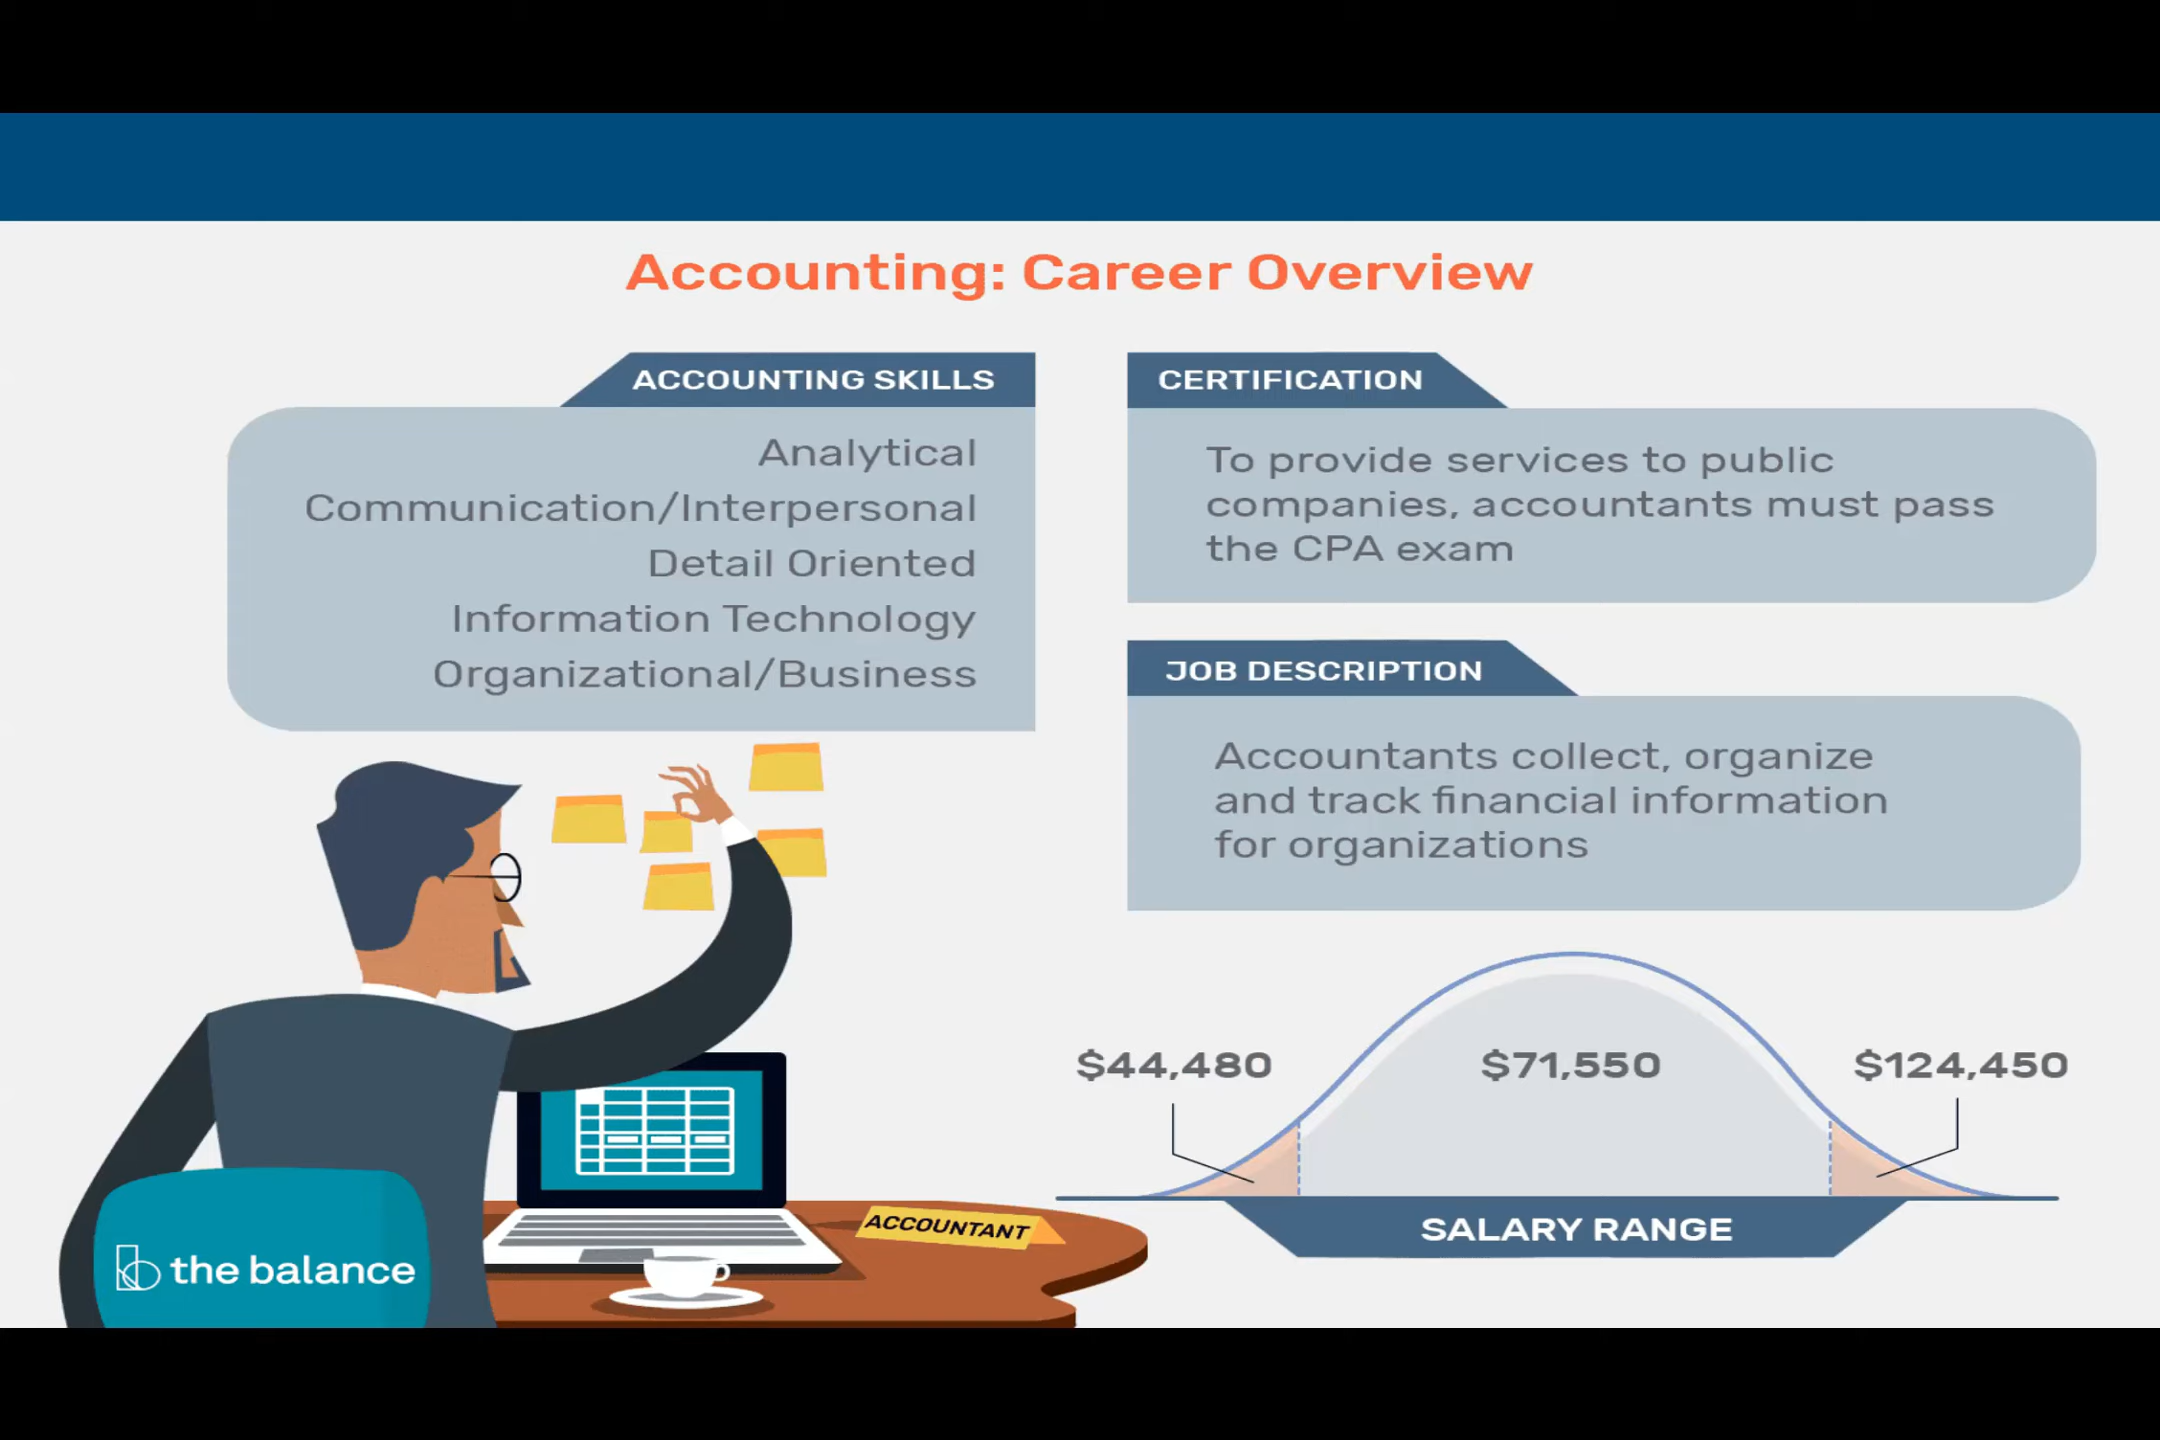 Accounting: Career Overview
ACCOUNTING SKILLS
Analytical
Communication/Interpersonal
Detail Oriented
Information Technology
Organizational/Business
CERTIFICATION
To provide services to public
companies, accountants must pass
the CPA exam
JOB DESCRIPTION
Accountants collect, organize
and track financial information
for organizations
$44,480
$71,550
$124,450
SALARY RANGE
ACCOUNTANT
the balance